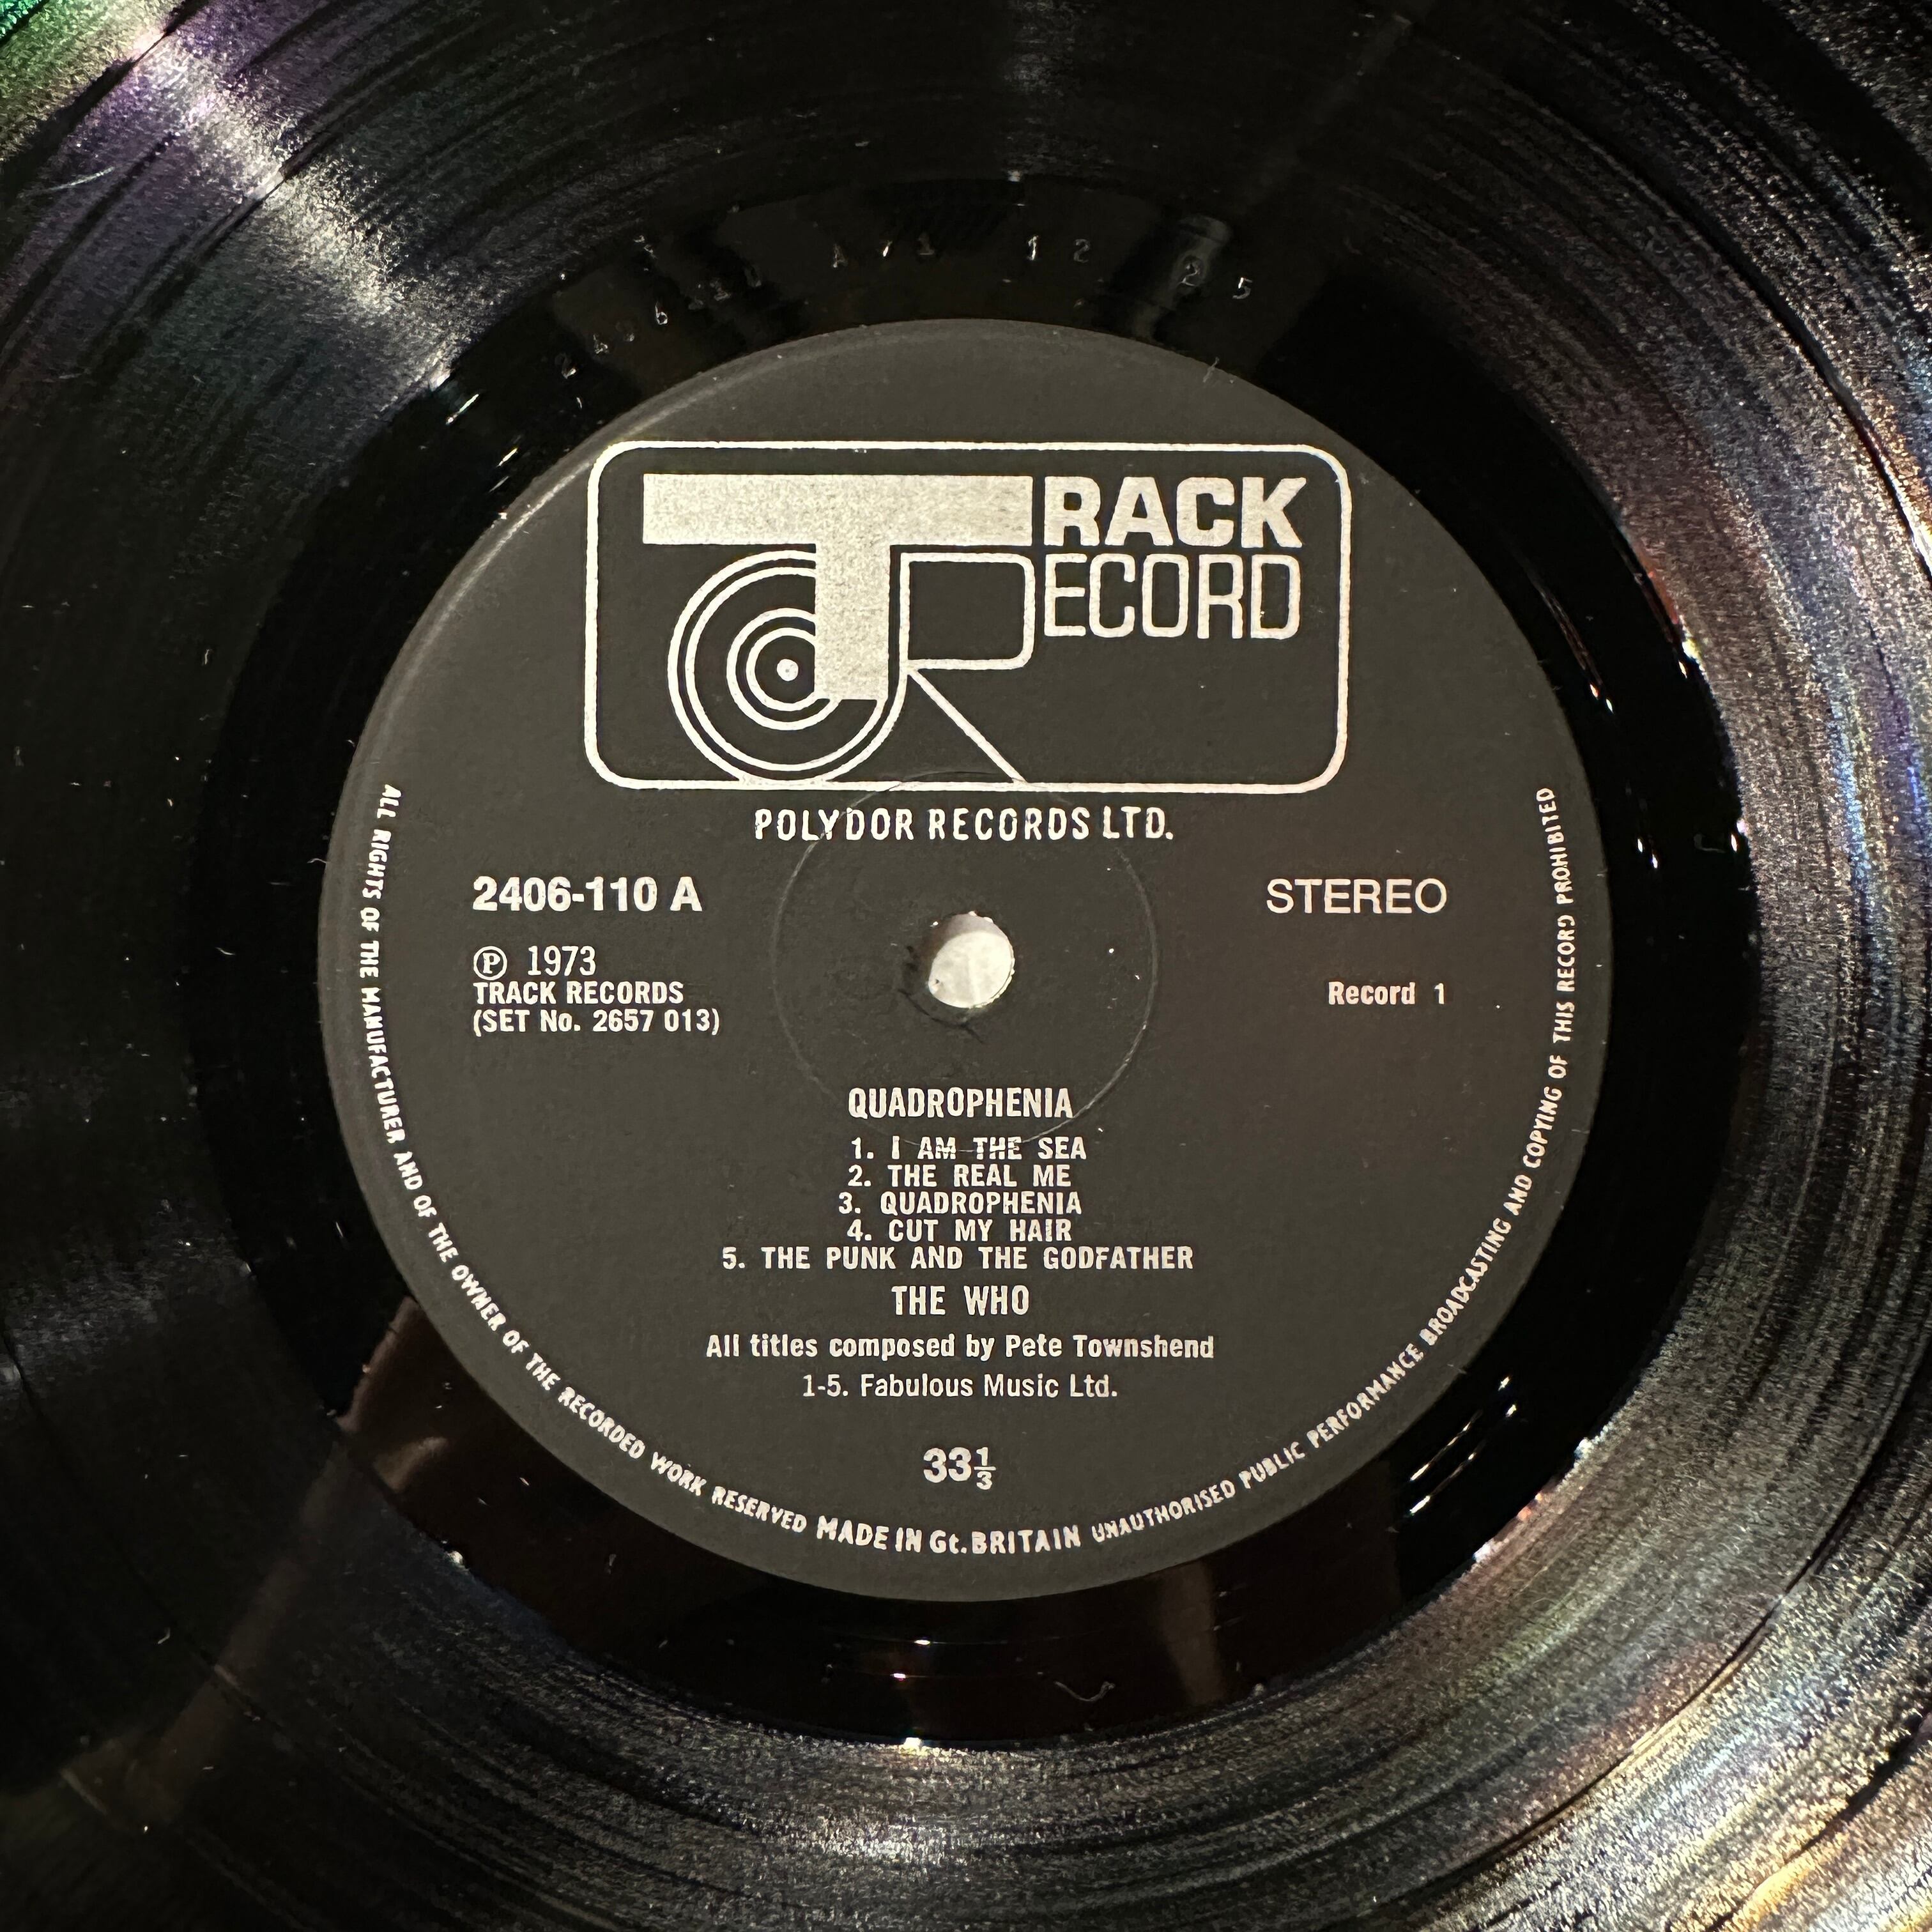 TRACK
RECORD
POLYDOR RECORDS LTD.
2406-110 A
STEREO
℗ 1973
TRACK RECORDS
(SET No. 2657 013)
Record 1
QUADROPHENIA
1. I AM THE SEA
2. THE REAL ME
3. QUADROPHENIA
4. CUT MY HAIR
5. THE PUNK AND THE GODFATHER
THE WHO
All titles composed by Pete Townshend
1-5. Fabulous Music Ltd.
33⅓
ALL RIGHTS OF THE MANUFACTURER AND OF THE OWNER OF THE RECORDED WORK RESERVED MADE IN Gt. BRITAIN UNAUTHORISED PUBLIC PERFORMANCE BROADCASTING AND COPYING OF THIS RECORD PROHIBITED